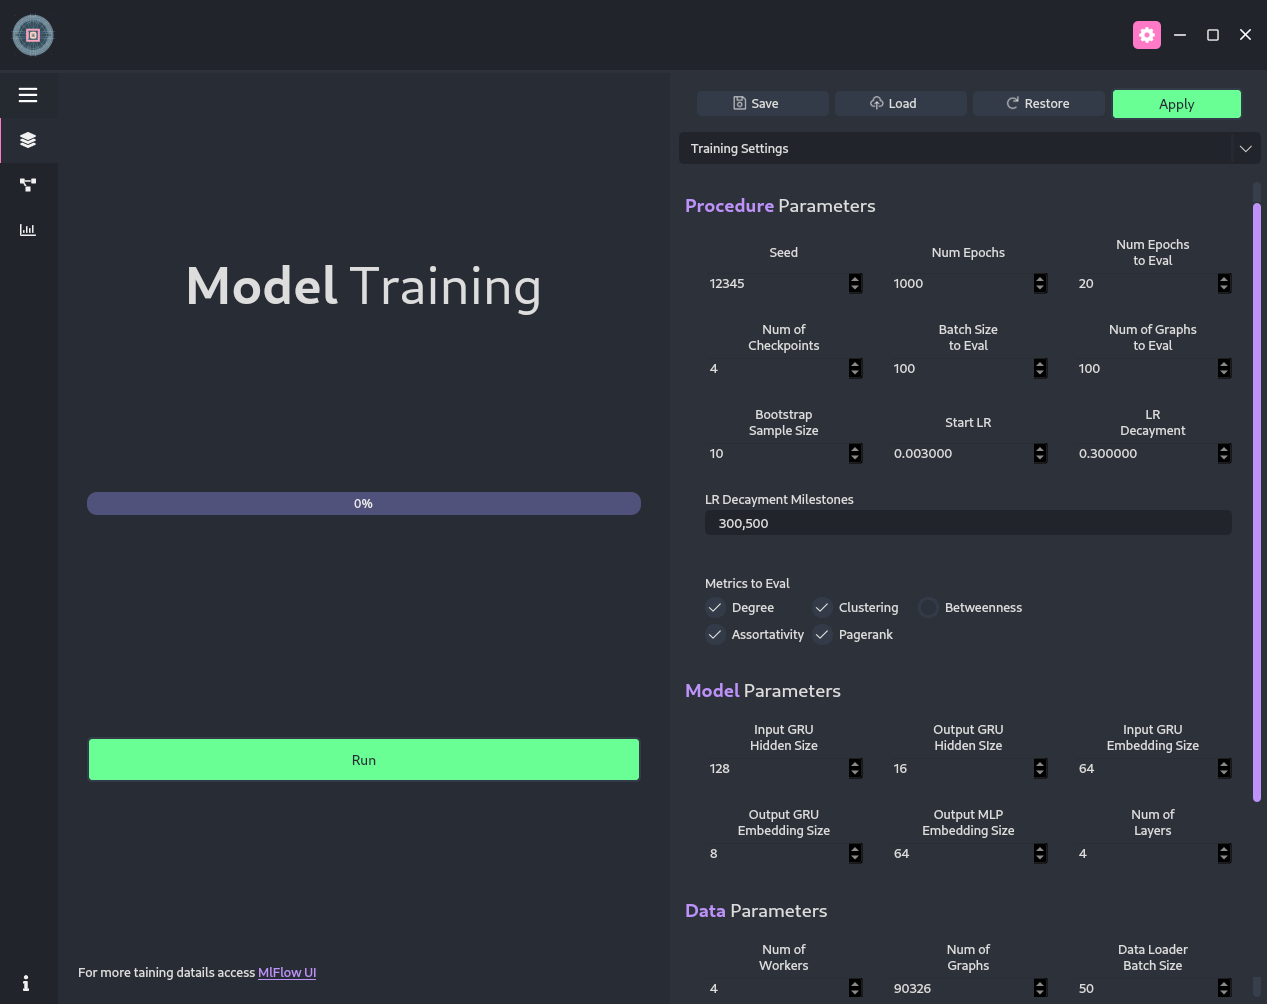 Save
Load
Restore
Apply
Training Settings
Model Training
0%
Run
For more taining datails access MlFlow UI
Procedure Parameters
Seed
12345
Num Epochs
1000
Num Epochs
to Eval
20
Num of
Checkpoints
4
Batch Size
to Eval
100
Num of Graphs
to Eval
100
Bootstrap
Sample Size
10
Start LR
0.003000
LR
Decayment
0.300000
LR Decayment Milestones
300,500
Metrics to Eval
Degree
Clustering
Betweenness
Assortativity
Pagerank
Model Parameters
Input GRU
Hidden Size
128
Output GRU
Hidden SIze
16
Input GRU
Embedding Size
64
Output GRU
Embedding Size
8
Output MLP
Embedding Size
64
Num of
Layers
4
Data Parameters
Num of
Workers
4
Num of
Graphs
90326
Data Loader
Batch Size
50